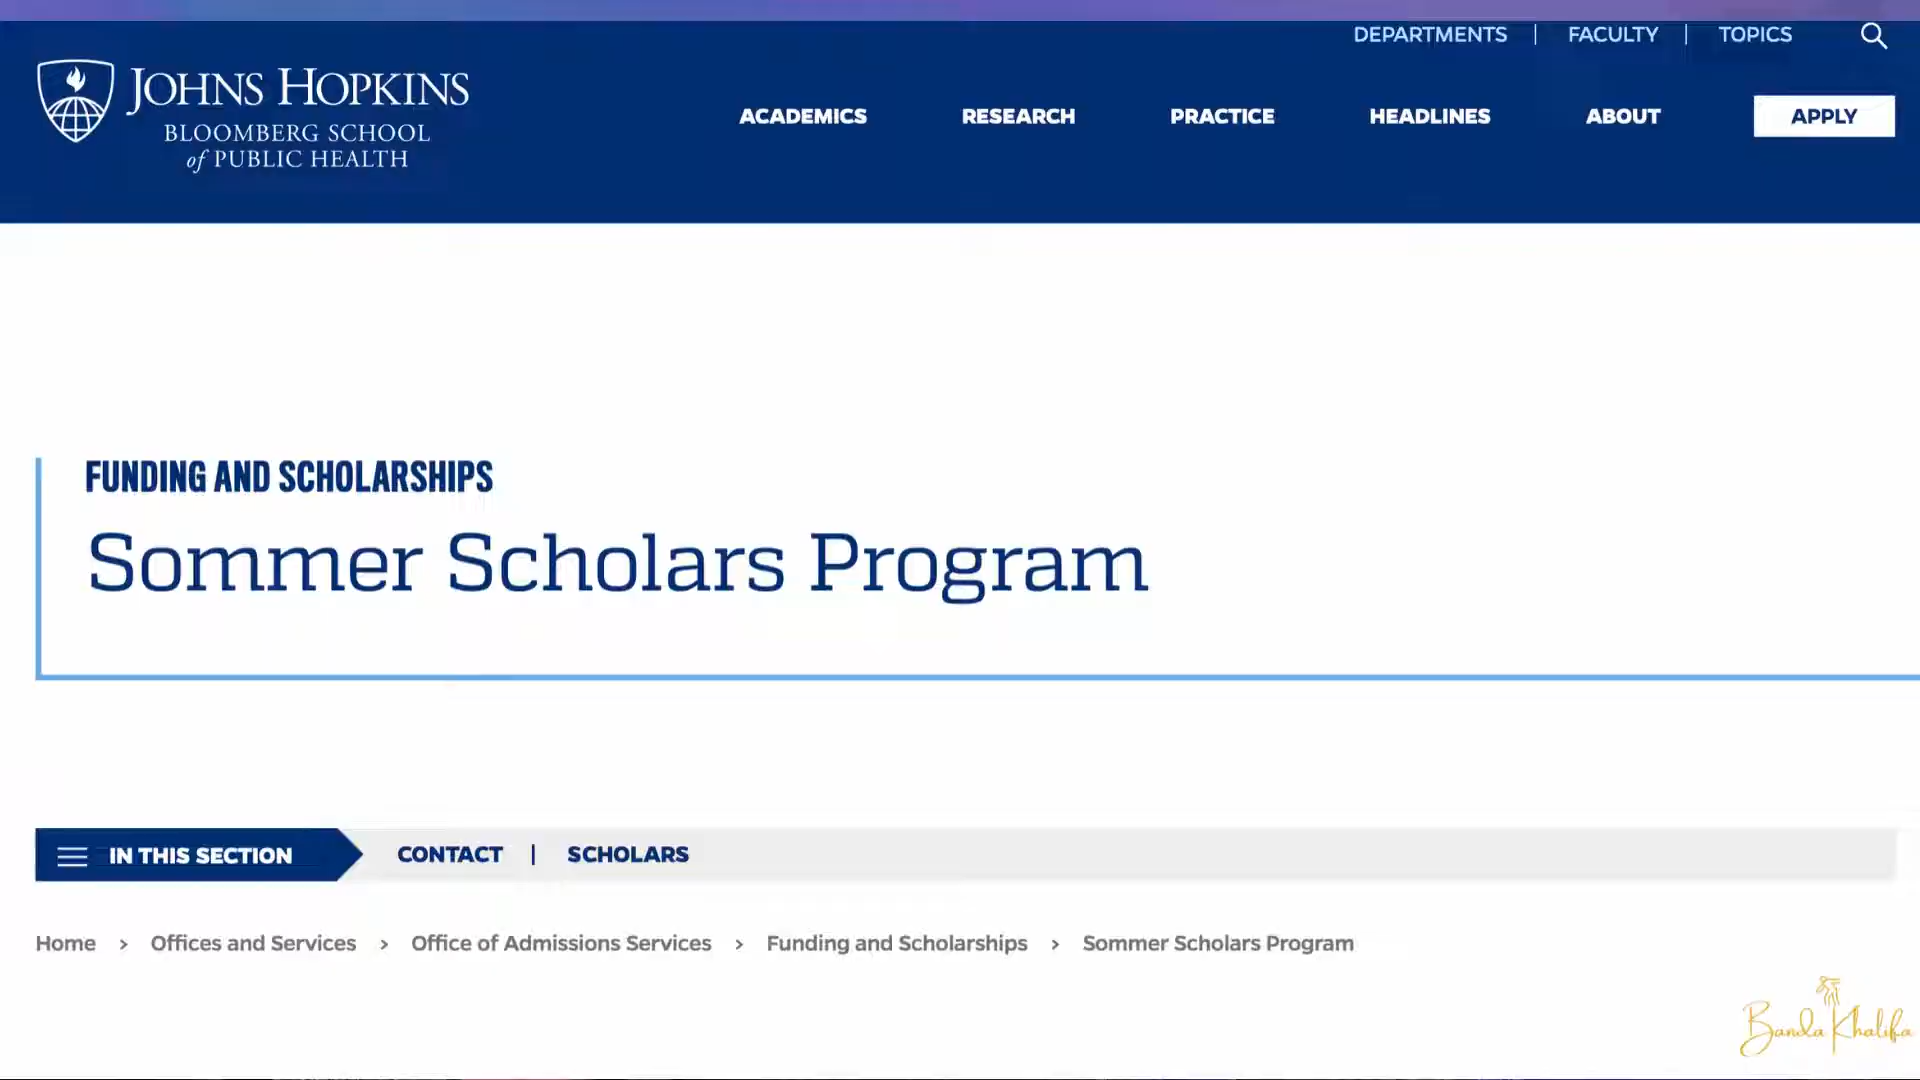 DEPARTMENTS | FACULTY | TOPICS
JOHNS HOPKINS
BLOOMBERG SCHOOL
of PUBLIC HEALTH
ACADEMICS RESEARCH PRACTICE HEADLINES ABOUT APPLY
FUNDING AND SCHOLARSHIPS
Sommer Scholars Program
IN THIS SECTION CONTACT | SCHOLARS
Home > Offices and Services > Office of Admissions Services > Funding and Scholarships > Sommer Scholars Program
Banda Khalifa